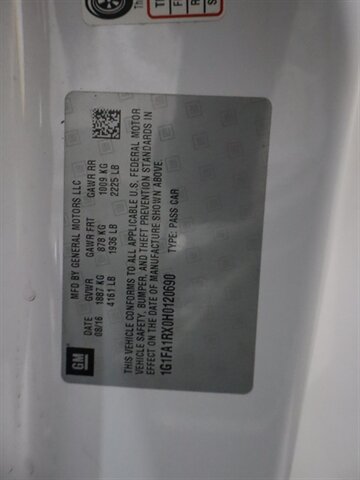 GM
MFD BY GENERAL MOTORS LLC
DATE GVWR GAWR FRT GAWR RR
08/16 1887 KG 878 KG 1009 KG
4161 LB 1936 LB 2225 LB
THIS VEHICLE CONFORMS TO ALL APPLICABLE U.S. FEDERAL MOTOR
VEHICLE SAFETY, BUMPER, AND THEFT PREVENTION STANDARDS IN
EFFECT ON THE DATE OF MANUFACTURE SHOWN ABOVE.
TYPE: PASS CAR
1G1FA1RX0H0120690